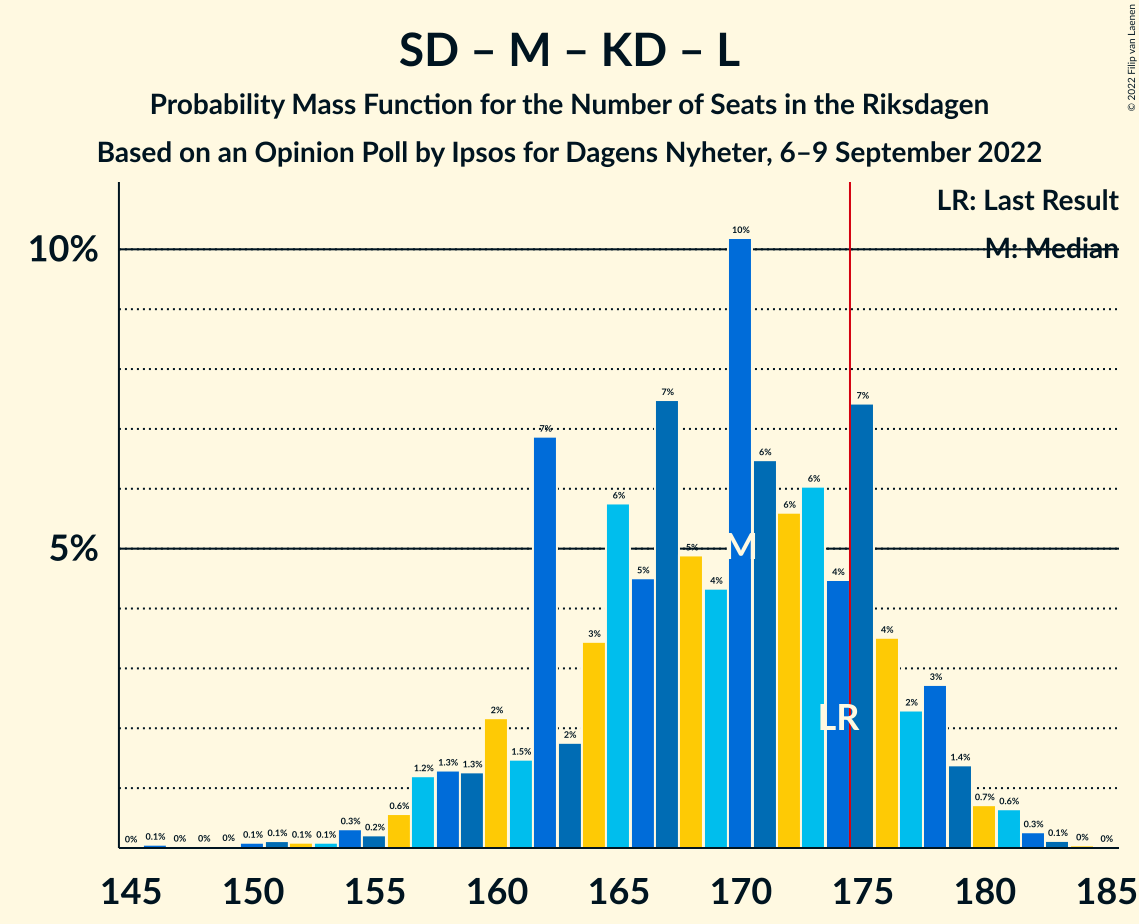 SD – M – KD – L
Probability Mass Function for the Number of Seats in the Riksdagen
Based on an Opinion Poll by Ipsos for Dagens Nyheter, 6–9 September 2022
© 2022 Filip van Laenen
LR: Last Result
M: Median
10%
5%
0% 0.1% 0% 0% 0% 0.1% 0.1% 0.1% 0.1% 0.3% 0.2% 0.6% 1.2% 1.3% 1.3% 2% 1.5% 7% 2% 3% 6% 5% 7% 5% 4% 10% 6% 6% 6% 4% 7% 4% 2% 3% 1.4% 0.7% 0.6% 0.3% 0.1% 0% 0%
M
LR
145 150 155 160 165 170 175 180 185